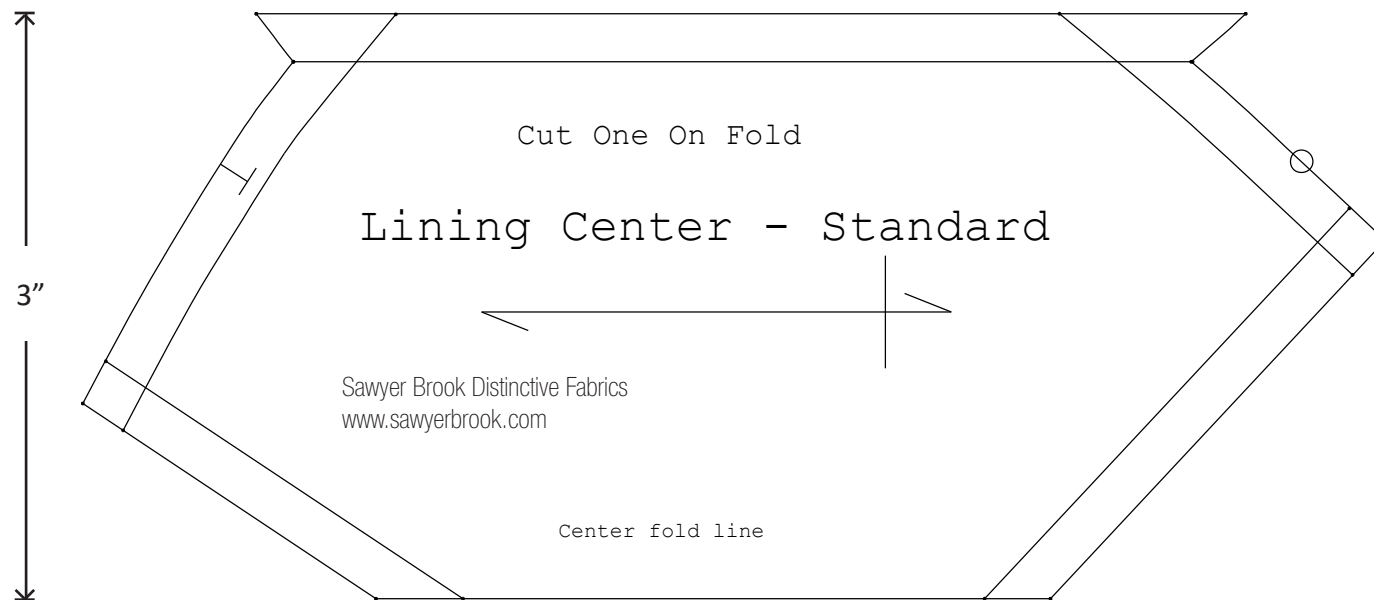 Cut One On Fold
Lining Center - Standard
3”
Sawyer Brook Distinctive Fabrics
www.sawyerbrook.com
Center fold line